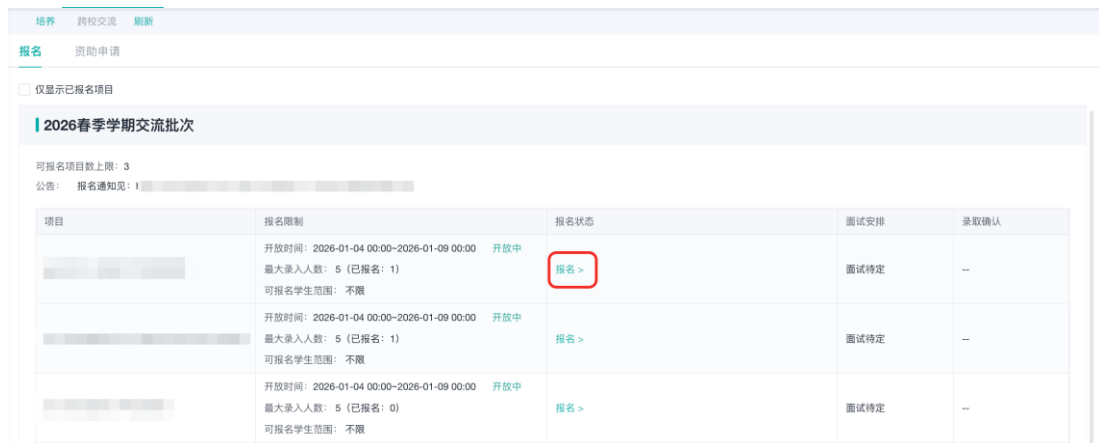 培养 跨校交流 刷新
报名 资助申请
仅显示已报名项目
2026春季学期交流批次
可报名项目数上限：3
公告： 报名通知见：
项目 报名限制 报名状态 面试安排 录取确认
开放时间：2026-01-04 00:00~2026-01-09 00:00 开放中
最大录入人数： 5（已报名：1） 报名 > 面试待定 --
可报名学生范围： 不限
开放时间：2026-01-04 00:00~2026-01-09 00:00 开放中
最大录入人数： 5（已报名：1） 报名 > 面试待定 --
可报名学生范围： 不限
开放时间：2026-01-04 00:00~2026-01-09 00:00 开放中
最大录入人数： 5（已报名：0） 报名 > 面试待定 --
可报名学生范围： 不限